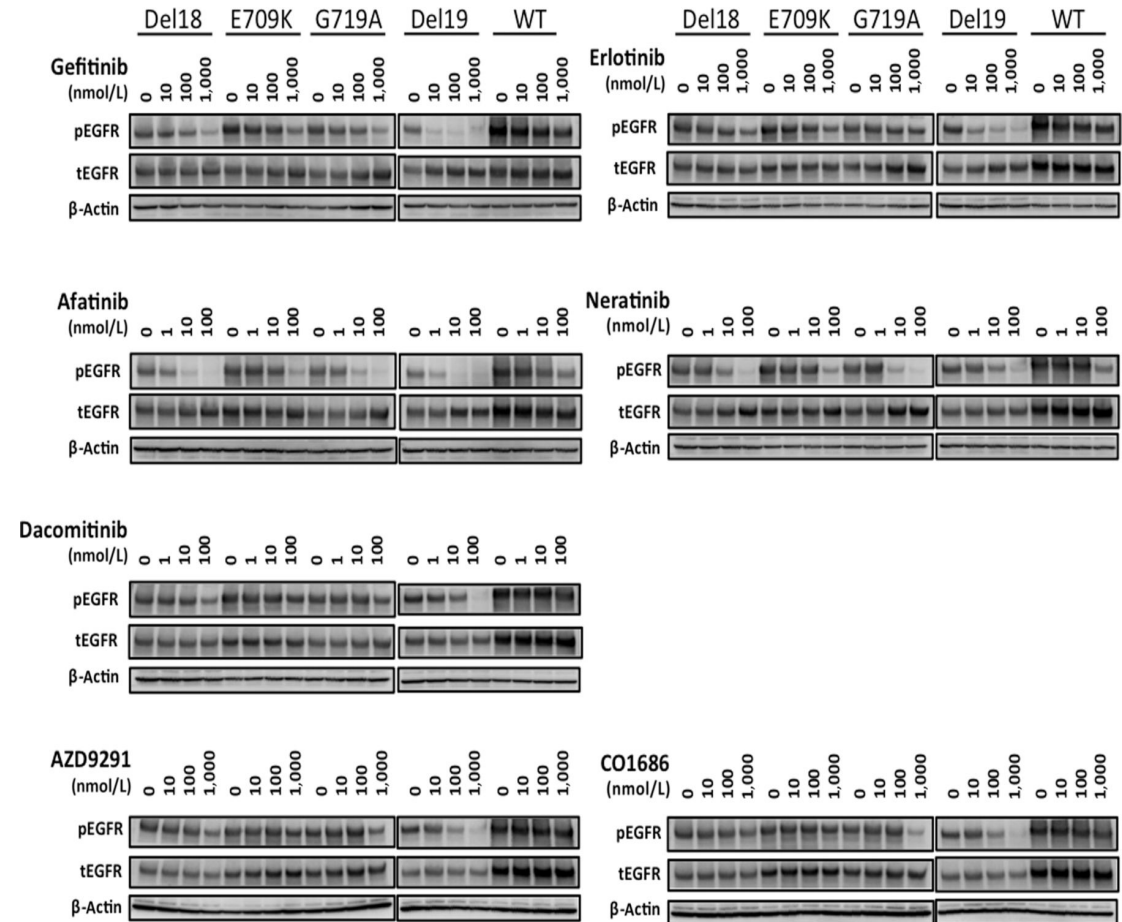 Del18 E709K G719A Del19 WT
Gefitinib
(nmol/L) 0 10 100 1,000 0 10 100 1,000 0 10 100 1,000 0 10 100 1,000 0 10 100 1,000
pEGFR
tEGFR
β-Actin
Del18 E709K G719A Del19 WT
Erlotinib
(nmol/L) 0 10 100 1,000 0 10 100 1,000 0 10 100 1,000 0 10 100 1,000 0 10 100 1,000
pEGFR
tEGFR
β-Actin
Afatinib
(nmol/L) 0 1 10 100 0 1 10 100 0 1 10 100 0 1 10 100 0 1 10 100
pEGFR
tEGFR
β-Actin
Neratinib
(nmol/L) 0 1 10 100 0 1 10 100 0 1 10 100 0 1 10 100 0 1 10 100
pEGFR
tEGFR
β-Actin
Dacomitinib
(nmol/L) 0 1 10 100 0 1 10 100 0 1 10 100 0 1 10 100 0 1 10 100
pEGFR
tEGFR
β-Actin
AZD9291
(nmol/L) 0 10 100 1,000 0 10 100 1,000 0 10 100 1,000 0 10 100 1,000 0 10 100 1,000
pEGFR
tEGFR
β-Actin
CO1686
(nmol/L) 0 10 100 1,000 0 10 100 1,000 0 10 100 1,000 0 10 100 1,000 0 10 100 1,000
pEGFR
tEGFR
β-Actin